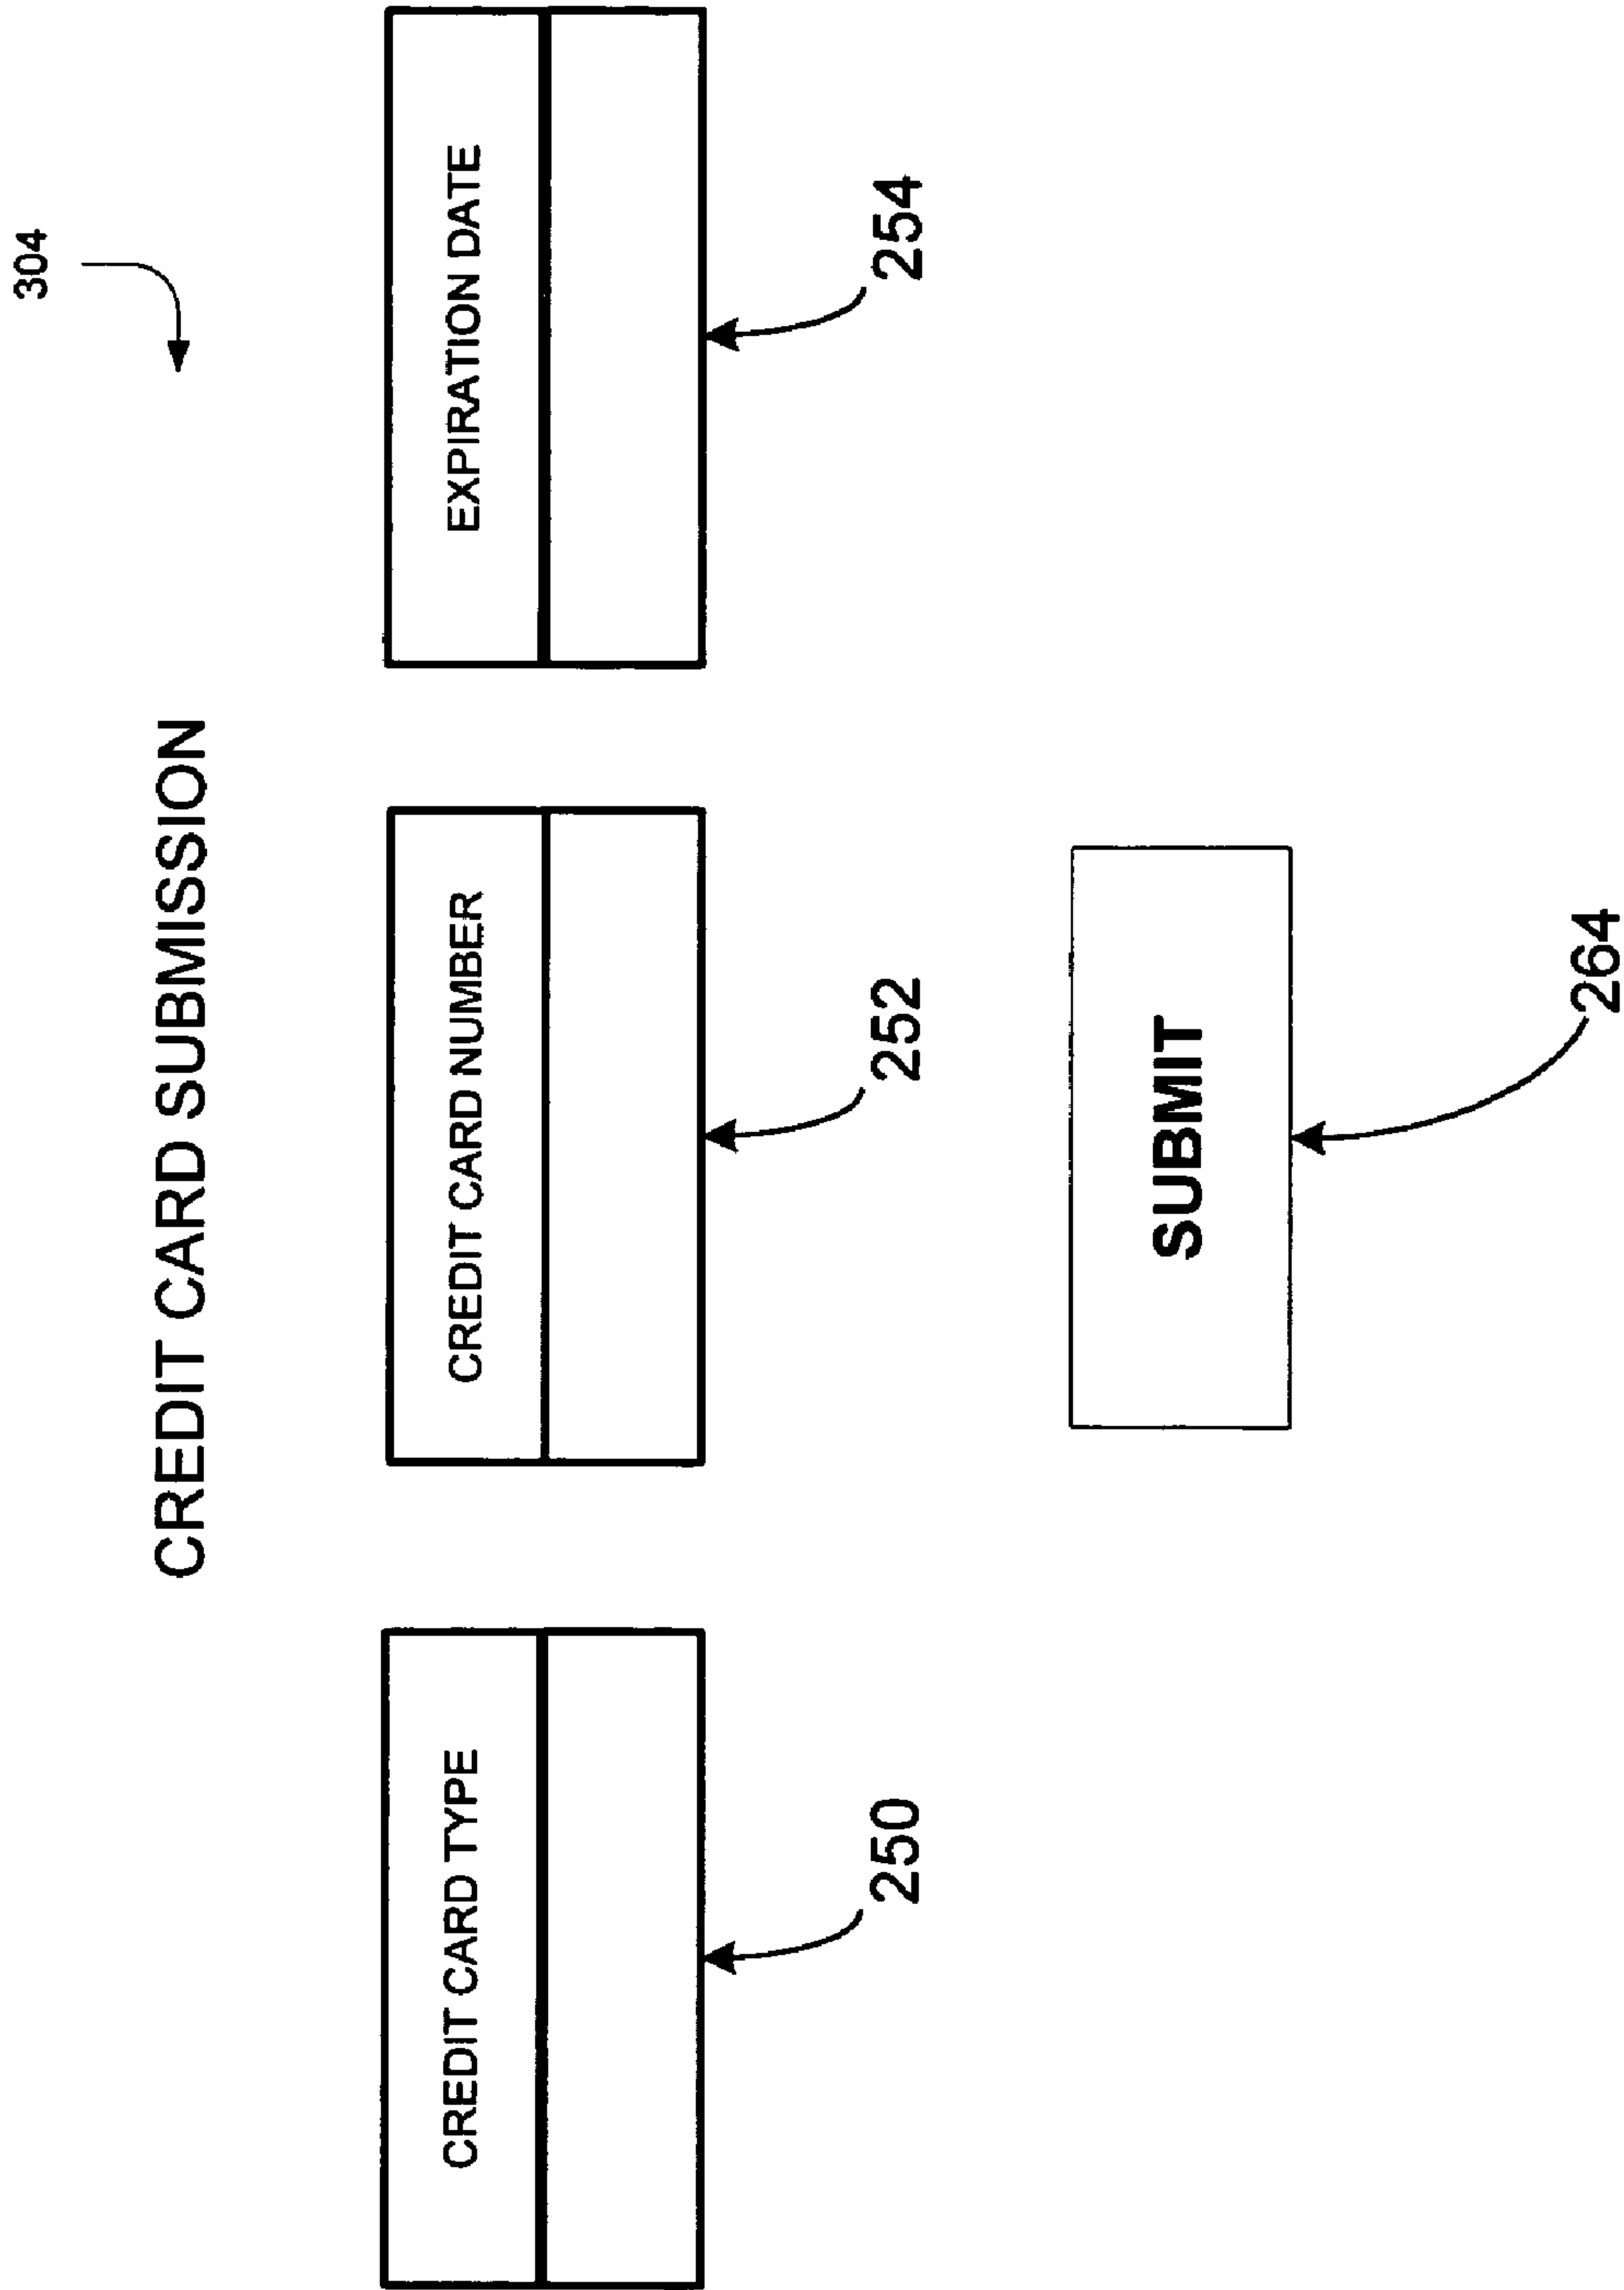 304
CREDIT CARD SUBMISSION
CREDIT CARD TYPE
CREDIT CARD NUMBER
EXPIRATION DATE
250
252
254
SUBMIT
264